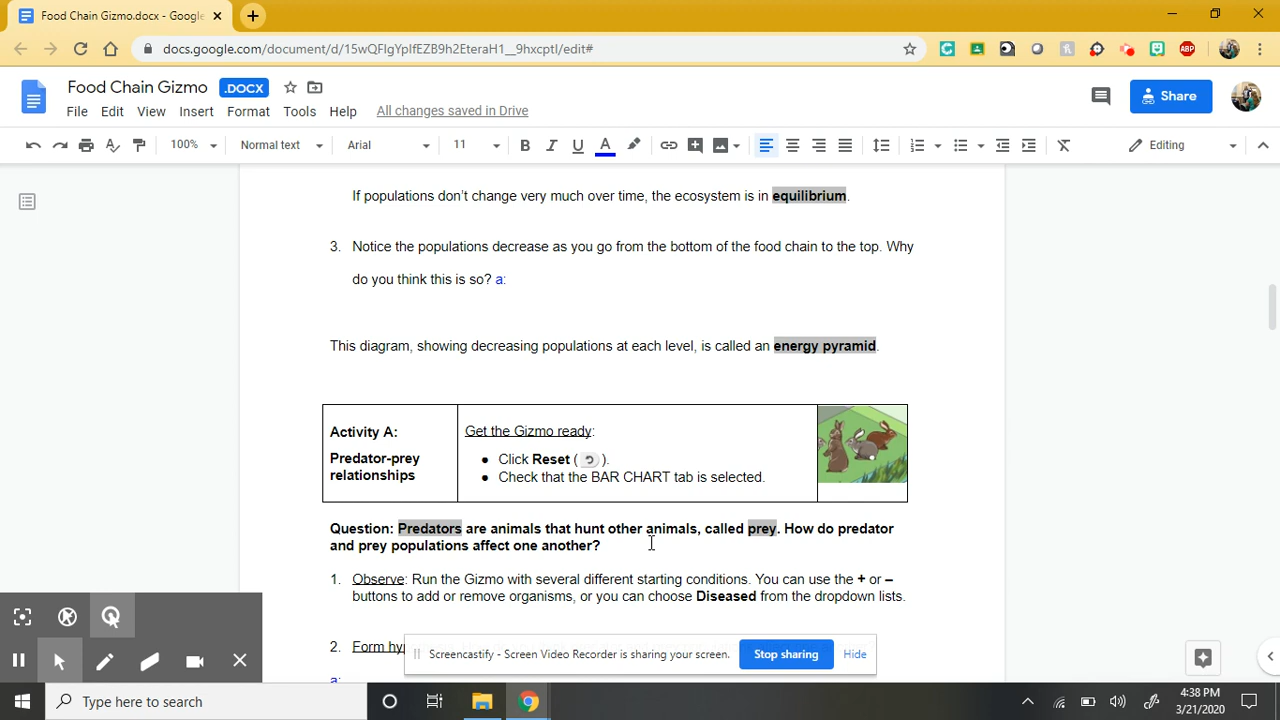 Food Chain Gizmo.docx - Google
docs.google.com/document/d/15wQFlgYplfEZB9h2EteraH1__9hxcptI/edit#
Food Chain Gizmo .DOCX
File Edit View Insert Format Tools Help All changes saved in Drive
Share
100% Normal text Arial 11 B I U A Editing
If populations don’t change very much over time, the ecosystem is in equilibrium.
3. Notice the populations decrease as you go from the bottom of the food chain to the top. Why
do you think this is so? a:
This diagram, showing decreasing populations at each level, is called an energy pyramid.
Activity A:
Predator-prey
relationships
Get the Gizmo ready:
● Click Reset ( ).
● Check that the BAR CHART tab is selected.
Question: Predators are animals that hunt other animals, called prey. How do predator
and prey populations affect one another?
1. Observe: Run the Gizmo with several different starting conditions. You can use the + or –
buttons to add or remove organisms, or you can choose Diseased from the dropdown lists.
2. Form hy
a:
Screencastify - Screen Video Recorder is sharing your screen. Stop sharing Hide
Type here to search
4:38 PM
3/21/2020